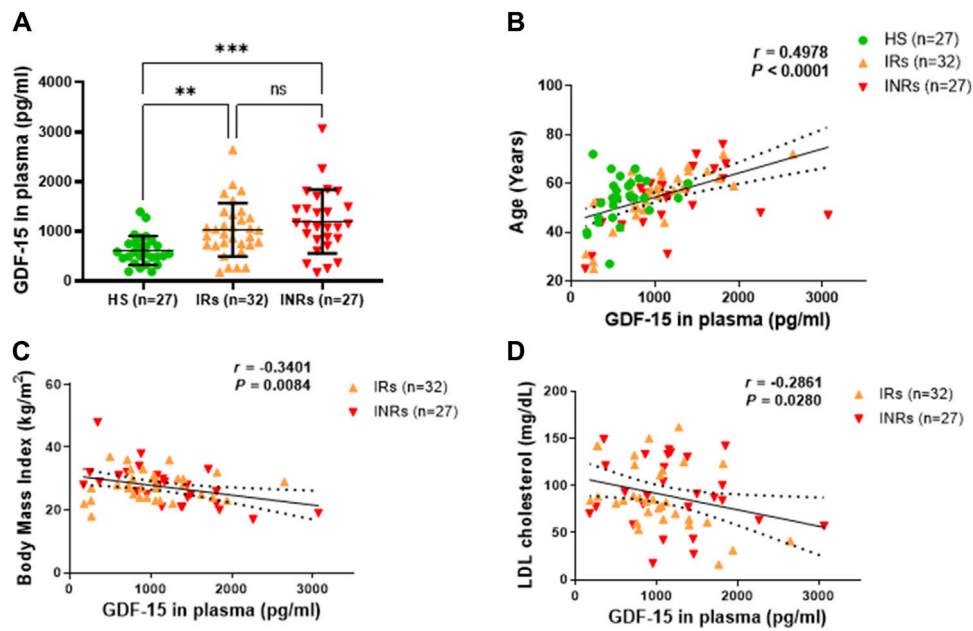 A
***
**
ns
GDF-15 in plasma (pg/ml)
4000
3000
2000
1000
0
HS (n=27)
IRs (n=32)
INRs (n=27)
B
r = 0.4978
P < 0.0001
HS (n=27)
IRs (n=32)
INRs (n=27)
Age (Years)
100
80
60
40
20
0
1000
2000
3000
4000
GDF-15 in plasma (pg/ml)
C
r = -0.3401
P = 0.0084
IRs (n=32)
INRs (n=27)
Body Mass Index (kg/m²)
60
40
20
0
0
1000
2000
3000
GDF-15 in plasma (pg/ml)
D
r = -0.2861
P = 0.0280
IRs (n=32)
INRs (n=27)
LDL cholesterol (mg/dL)
200
150
100
50
0
0
1000
2000
3000
GDF-15 in plasma (pg/ml)